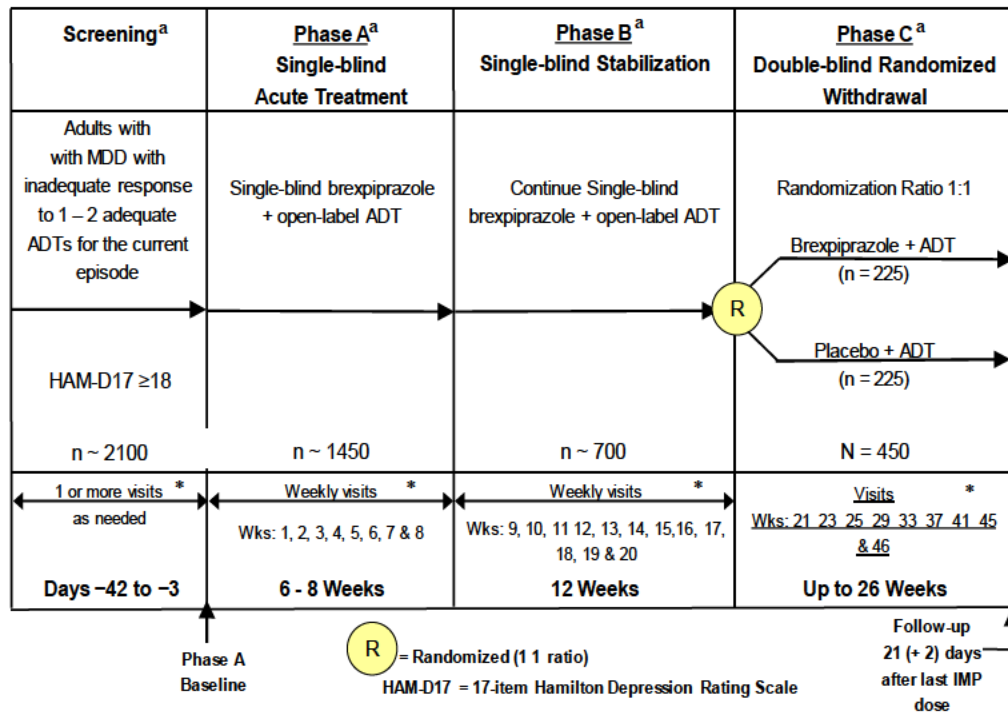 Screening a
Phase A a
Single-blind
Acute Treatment
Phase B a
Single-blind Stabilization
Phase C a
Double-blind Randomized
Withdrawal
Adults with
with MDD with
inadequate response
to 1 – 2 adequate
ADTs for the current
episode
HAM-D17 ≥18
n ~ 2100
Single-blind brexpiprazole
+ open-label ADT
n ~ 1450
Continue Single-blind
brexpiprazole + open-label ADT
n ~ 700
Randomization Ratio 1:1
Brexpiprazole + ADT
(n = 225)
R
Placebo + ADT
(n = 225)
N = 450
1 or more visits *
as needed
Days −42 to −3
Weekly visits *
Wks: 1, 2, 3, 4, 5, 6, 7 & 8
6 - 8 Weeks
Weekly visits *
Wks: 9, 10, 11 12, 13, 14, 15,16, 17,
18, 19 & 20
12 Weeks
Visits *
Wks: 21 23 25 29 33 37 41 45
& 46
Up to 26 Weeks
Phase A
Baseline
R = Randomized (1 1 ratio)
HAM-D17 = 17-item Hamilton Depression Rating Scale
Follow-up
21 (+ 2) days
after last IMP
dose